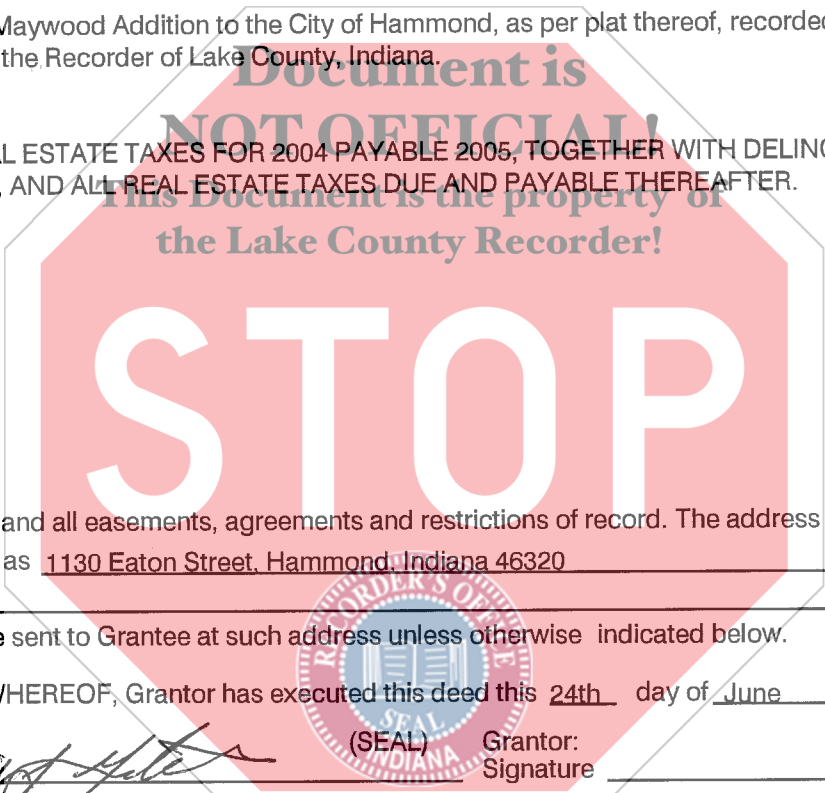 Maywood Addition to the City of Hammond, as per plat thereof, recorded
the Recorder of Lake County, Indiana.
Document is
NOT OFFICIAL!
L ESTATE TAXES FOR 2004 PAYABLE 2005, TOGETHER WITH DELINQ
, AND ALL REAL ESTATE TAXES DUE AND PAYABLE THEREAFTER.
This Document is the property of
the Lake County Recorder!
STOP
and all easements, agreements and restrictions of record. The address
as 1130 Eaton Street, Hammond, Indiana 46320
e sent to Grantee at such address unless otherwise indicated below.
WHEREOF, Grantor has executed this deed this 24th day of June
(SEAL) Grantor:
Signature
RECORDER'S OFFICE
SEAL
INDIANA